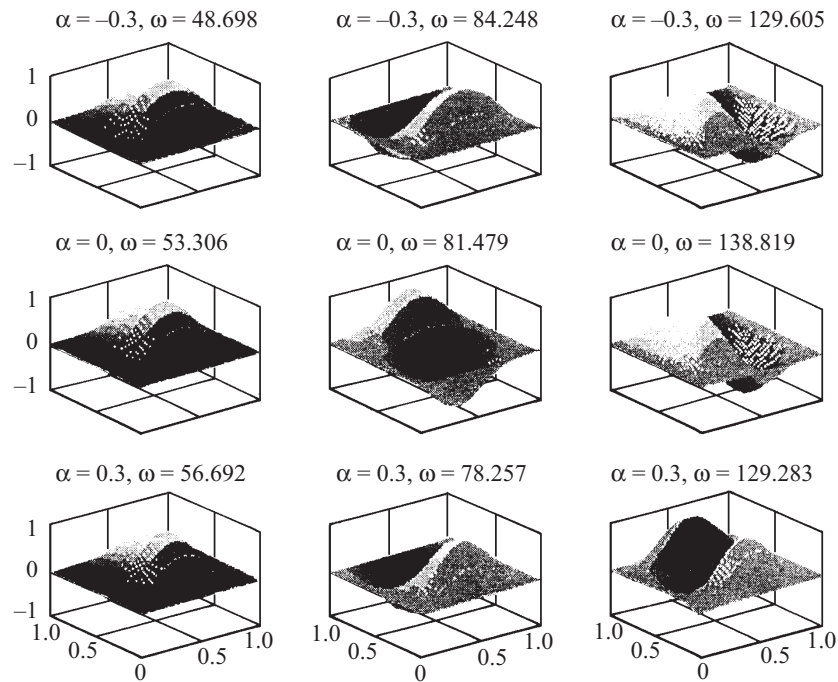 α = –0.3, ω = 48.698 α = –0.3, ω = 84.248 α = –0.3, ω = 129.605
1
0
–1
α = 0, ω = 53.306 α = 0, ω = 81.479 α = 0, ω = 138.819
1
0
–1
α = 0.3, ω = 56.692 α = 0.3, ω = 78.257 α = 0.3, ω = 129.283
1
0
–1
1.0 1.0 1.0 1.0 1.0 1.0
0.5 0.5 0.5 0.5 0.5 0.5
0 0 0